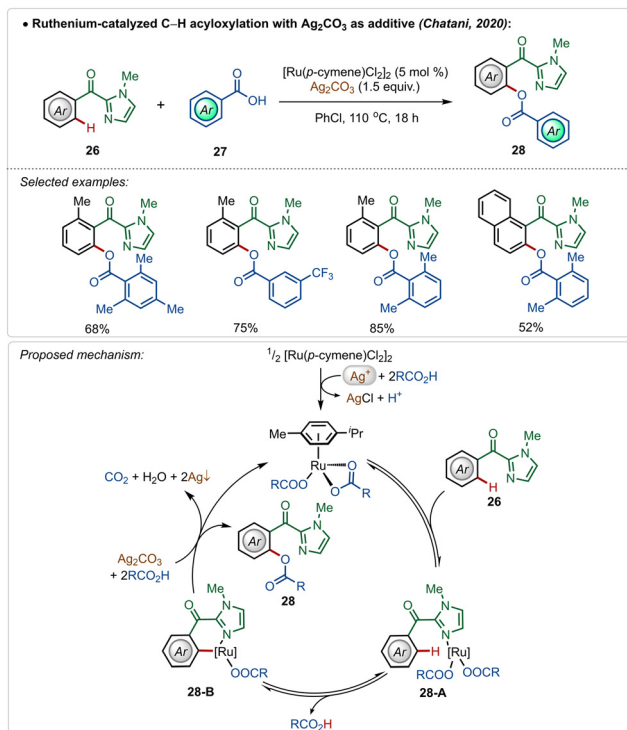 • Ruthenium-catalyzed C–H acyloxylation with Ag2CO3 as additive (Chatani, 2020):
O Me
N
N
Ar
H
26
+
O
OH
Ar
27
[Ru(p-cymene)Cl2]2 (5 mol %)
Ag2CO3 (1.5 equiv.)
PhCl, 110 °C, 18 h
O Me
N
N
Ar
O
O
Ar
28
Selected examples:
Me O Me
N
N
O
O Me
Me Me
68%
Me O Me
N
N
O
O
CF3
75%
Me O Me
N
N
O
O Me
Me
85%
O Me
N
N
O
O Me
Me
52%
Proposed mechanism:
1/2 [Ru(p-cymene)Cl2]2
Ag+ + 2RCO2H
AgCl + H+
Me iPr
Ru
O
RCOO O R
O Me
N
N
Ar
H
26
CO2 + H2O + 2Ag↓
Ag2CO3
+ 2RCO2H
O Me
N
N
Ar
O
O R
28
Me
O N
N
Ar [Ru]
OOCR
28-B
Me
O N
N
Ar H [Ru]
RCOO OOCR
28-A
RCO2H